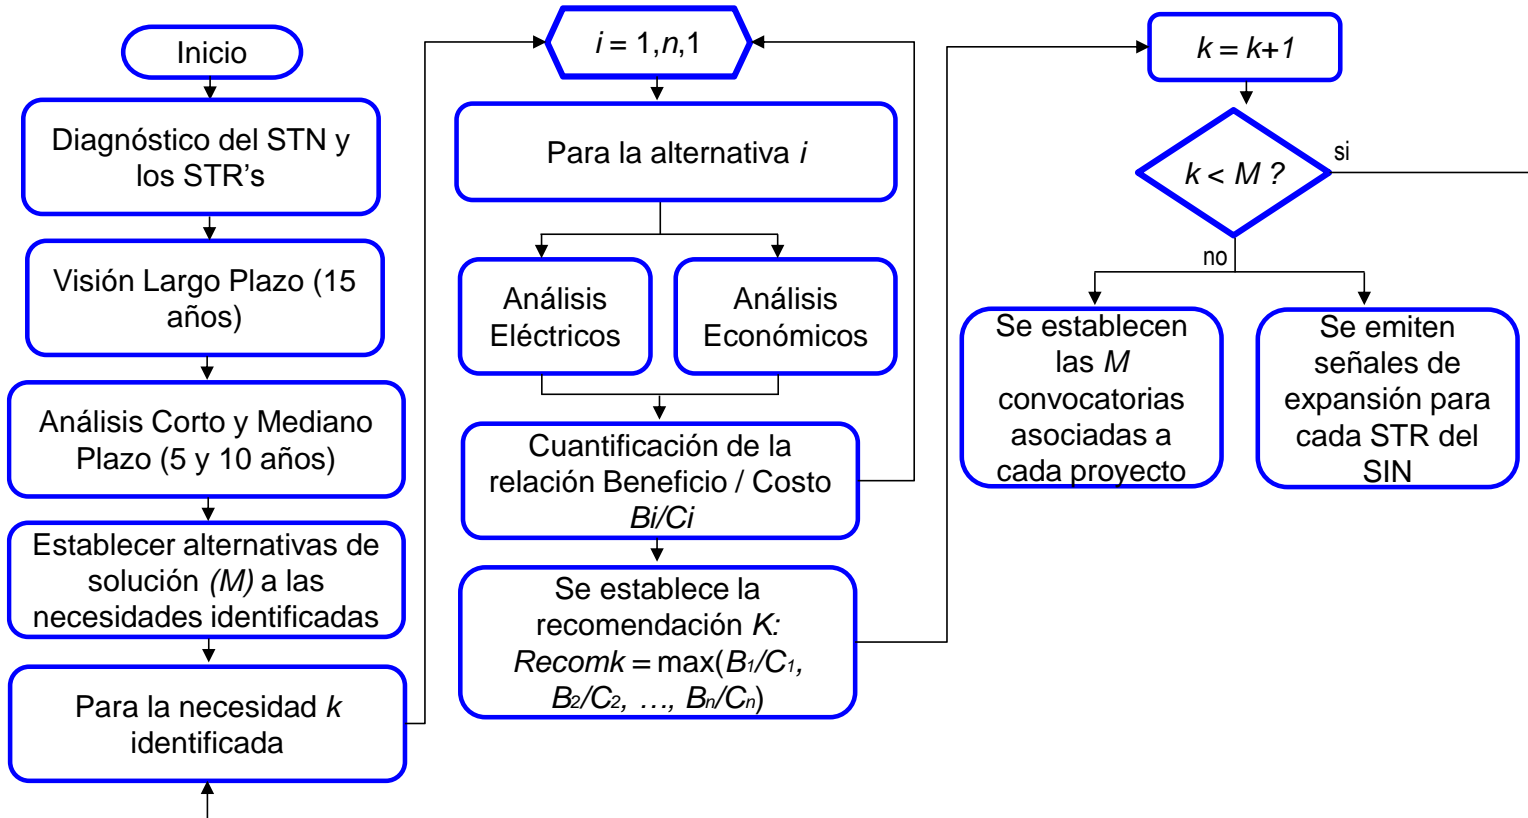 Inicio
Diagnóstico del STN y
los STR’s
Visión Largo Plazo (15
años)
Análisis Corto y Mediano
Plazo (5 y 10 años)
Establecer alternativas de
solución (M) a las
necesidades identificadas
Para la necesidad k
identificada
i = 1,n,1
Para la alternativa i
Análisis
Eléctricos
Análisis
Económicos
Cuantificación de la
relación Beneficio / Costo
Bi/Ci
Se establece la
recomendación K:
Recomk = max(B1/C1,
B2/C2, …, Bn/Cn)
k = k+1
k < M ?
si
no
Se establecen
las M
convocatorias
asociadas a
cada proyecto
Se emiten
señales de
expansión para
cada STR del
SIN